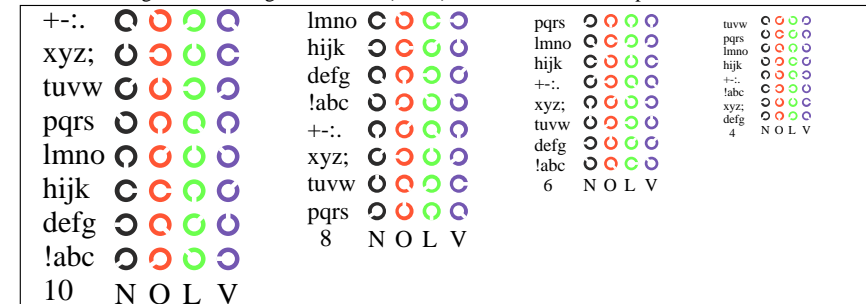 +-:.
xyz;
tuvw
pqrs
lmno
hijk
defg
!abc
10 N O L V
lmno
hijk
defg
!abc
+-:.
xyz;
tuvw
pqrs
8 N O L V
pqrs
lmno
hijk
+-:.
xyz;
tuvw
defg
!abc
6 N O L V
tuvw
pqrs
lmno
hijk
+-:.
!abc
xyz;
defg
4 N O L V